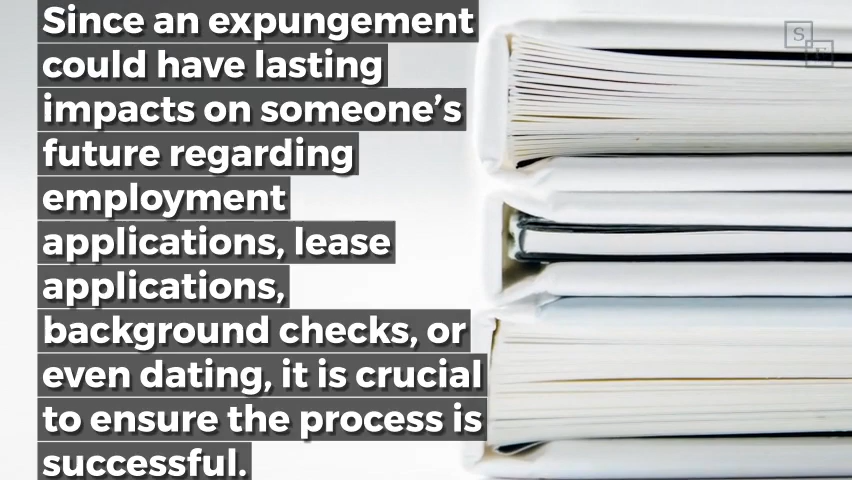 Since an expungement
could have lasting
impacts on someone’s
future regarding
employment
applications, lease
applications,
background checks, or
even dating, it is crucial
to ensure the process is
successful.
S
F